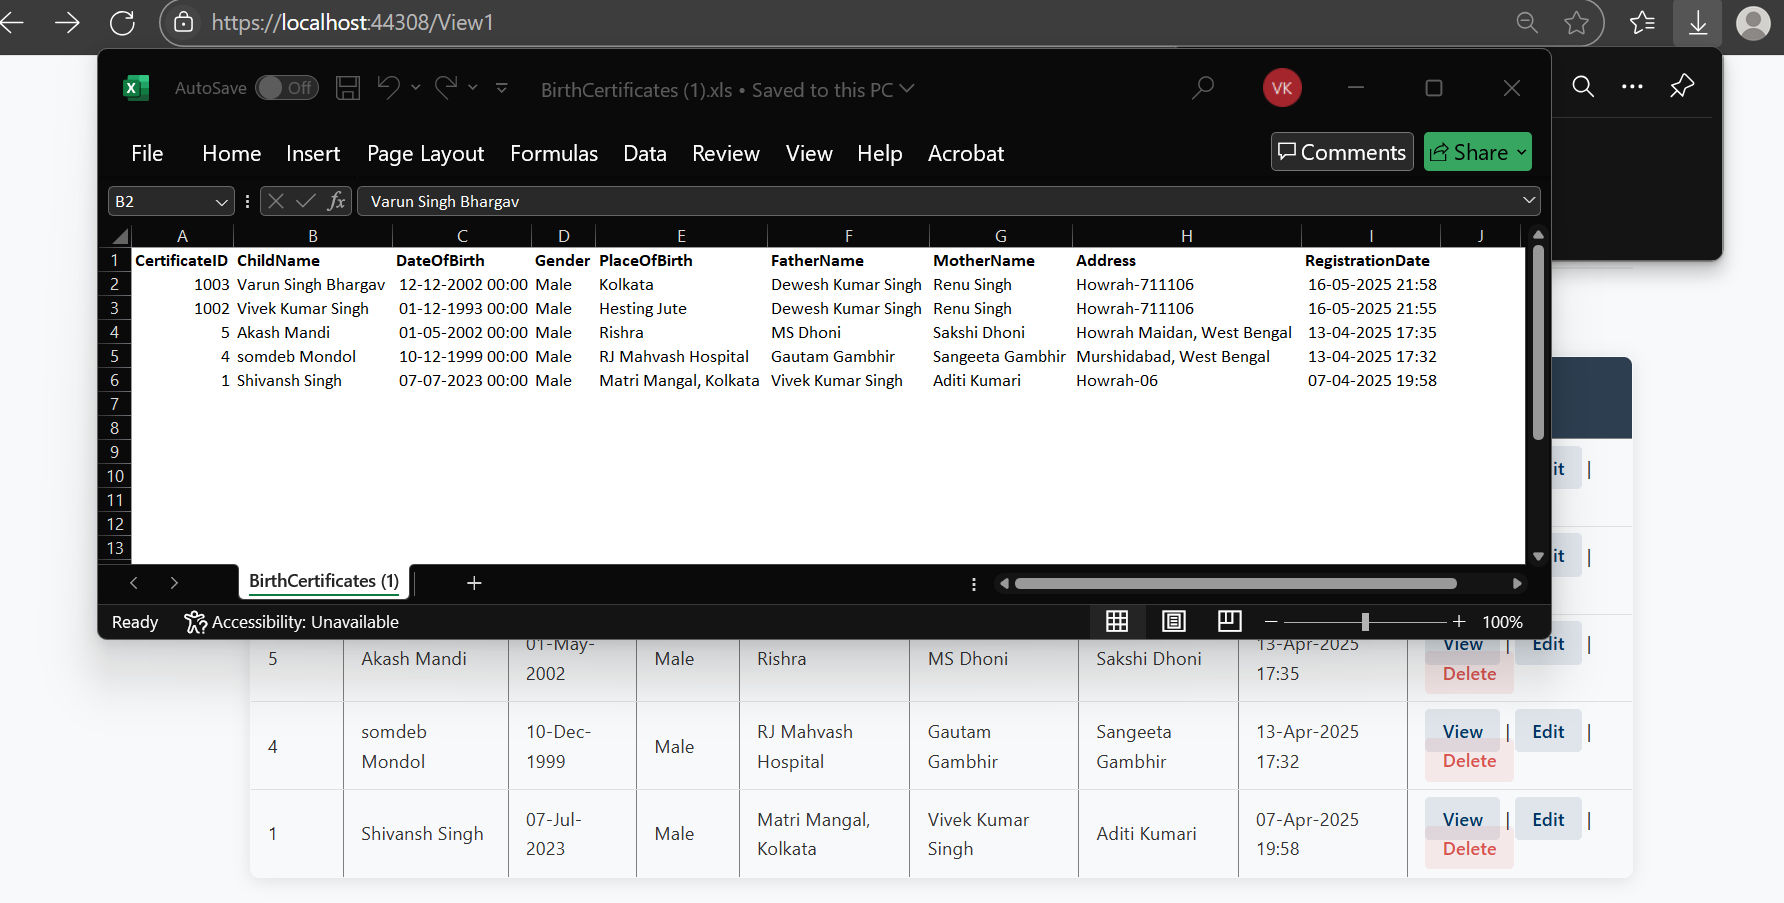 https://localhost:44308/View1
AutoSave Off BirthCertificates (1).xls • Saved to this PC VK
File Home Insert Page Layout Formulas Data Review View Help Acrobat Comments Share
B2 fx Varun Singh Bhargav
A B C D E F G H I J
1 CertificateID ChildName DateOfBirth Gender PlaceOfBirth FatherName MotherName Address RegistrationDate
2 1003 Varun Singh Bhargav 12-12-2002 00:00 Male Kolkata Dewesh Kumar Singh Renu Singh Howrah-711106 16-05-2025 21:58
3 1002 Vivek Kumar Singh 01-12-1993 00:00 Male Hesting Jute Dewesh Kumar Singh Renu Singh Howrah-711106 16-05-2025 21:55
4 5 Akash Mandi 01-05-2002 00:00 Male Rishra MS Dhoni Sakshi Dhoni Howrah Maidan, West Bengal 13-04-2025 17:35
5 4 somdeb Mondol 10-12-1999 00:00 Male RJ Mahvash Hospital Gautam Gambhir Sangeeta Gambhir Murshidabad, West Bengal 13-04-2025 17:32
6 1 Shivansh Singh 07-07-2023 00:00 Male Matri Mangal, Kolkata Vivek Kumar Singh Aditi Kumari Howrah-06 07-04-2025 19:58
7
8
9
10
11
12
13
it |
it |
BirthCertificates (1) +
Ready Accessibility: Unavailable 100%
5 Akash Mandi 01-May-2002 Male Rishra MS Dhoni Sakshi Dhoni 13-Apr-2025 17:35 View | Edit | Delete
4 somdeb Mondol 10-Dec-1999 Male RJ Mahvash Hospital Gautam Gambhir Sangeeta Gambhir 13-Apr-2025 17:32 View | Edit | Delete
1 Shivansh Singh 07-Jul-2023 Male Matri Mangal, Kolkata Vivek Kumar Singh Aditi Kumari 07-Apr-2025 19:58 View | Edit | Delete